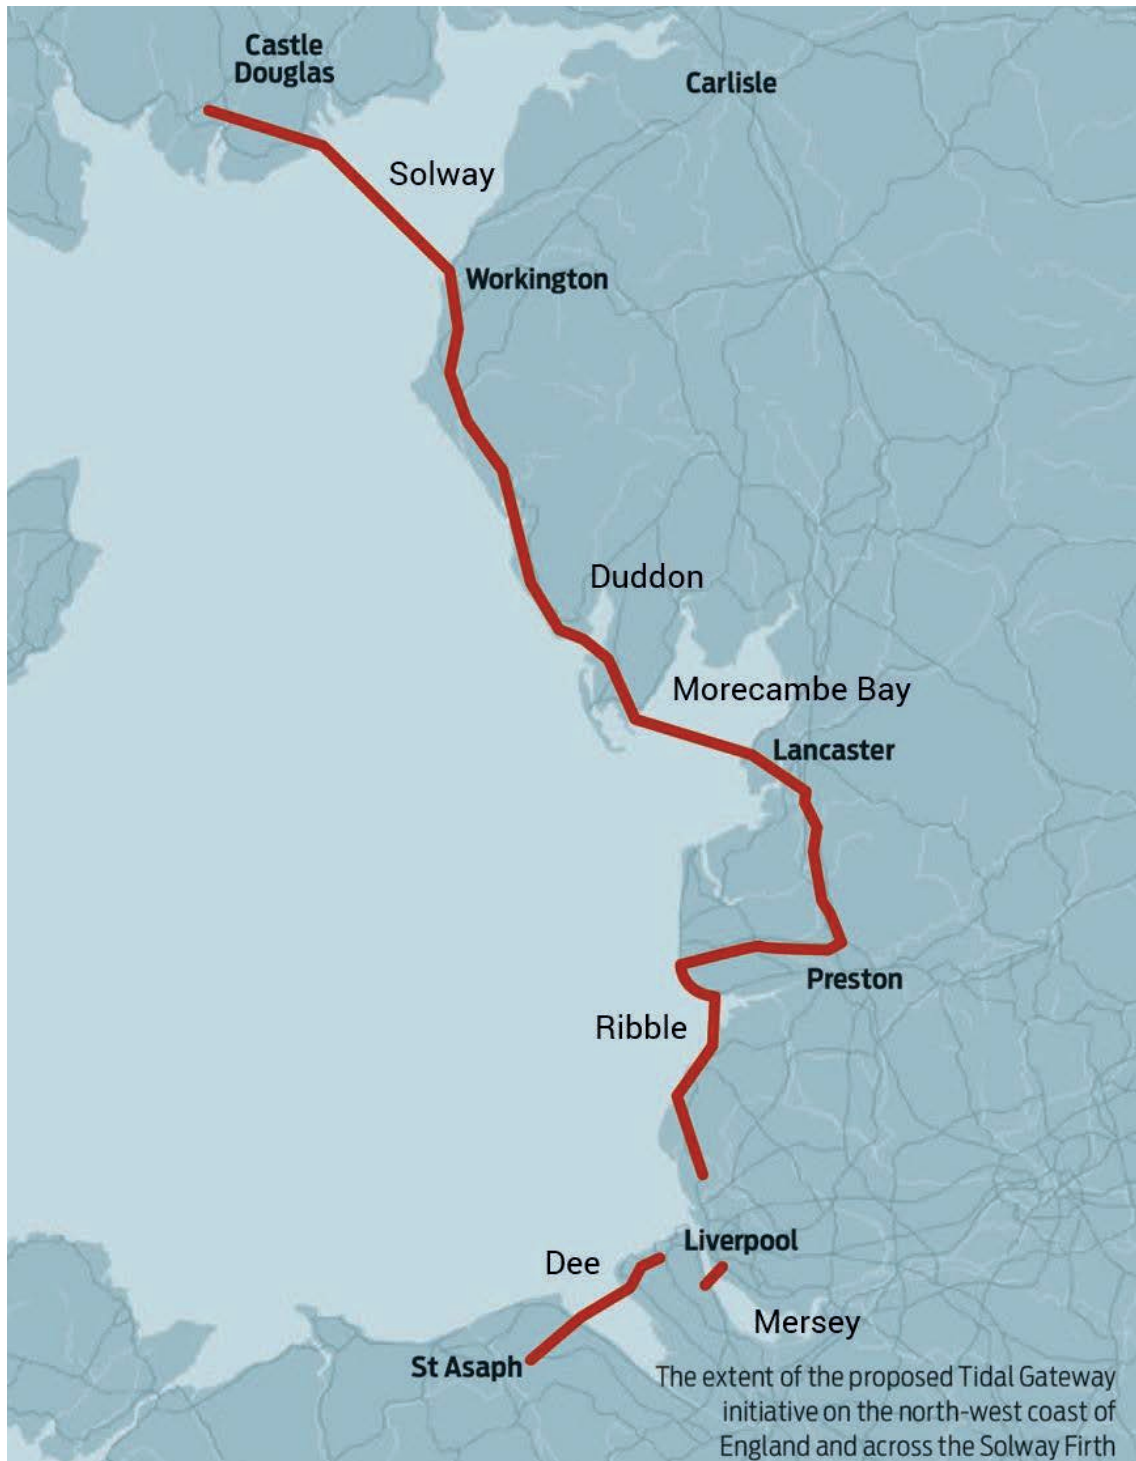 Castle
Douglas
Carlisle
Solway
Workington
Duddon
Morecambe Bay
Lancaster
Preston
Ribble
Liverpool
Dee
Mersey
St Asaph
The extent of the proposed Tidal Gateway
initiative on the north-west coast of
England and across the Solway Firth